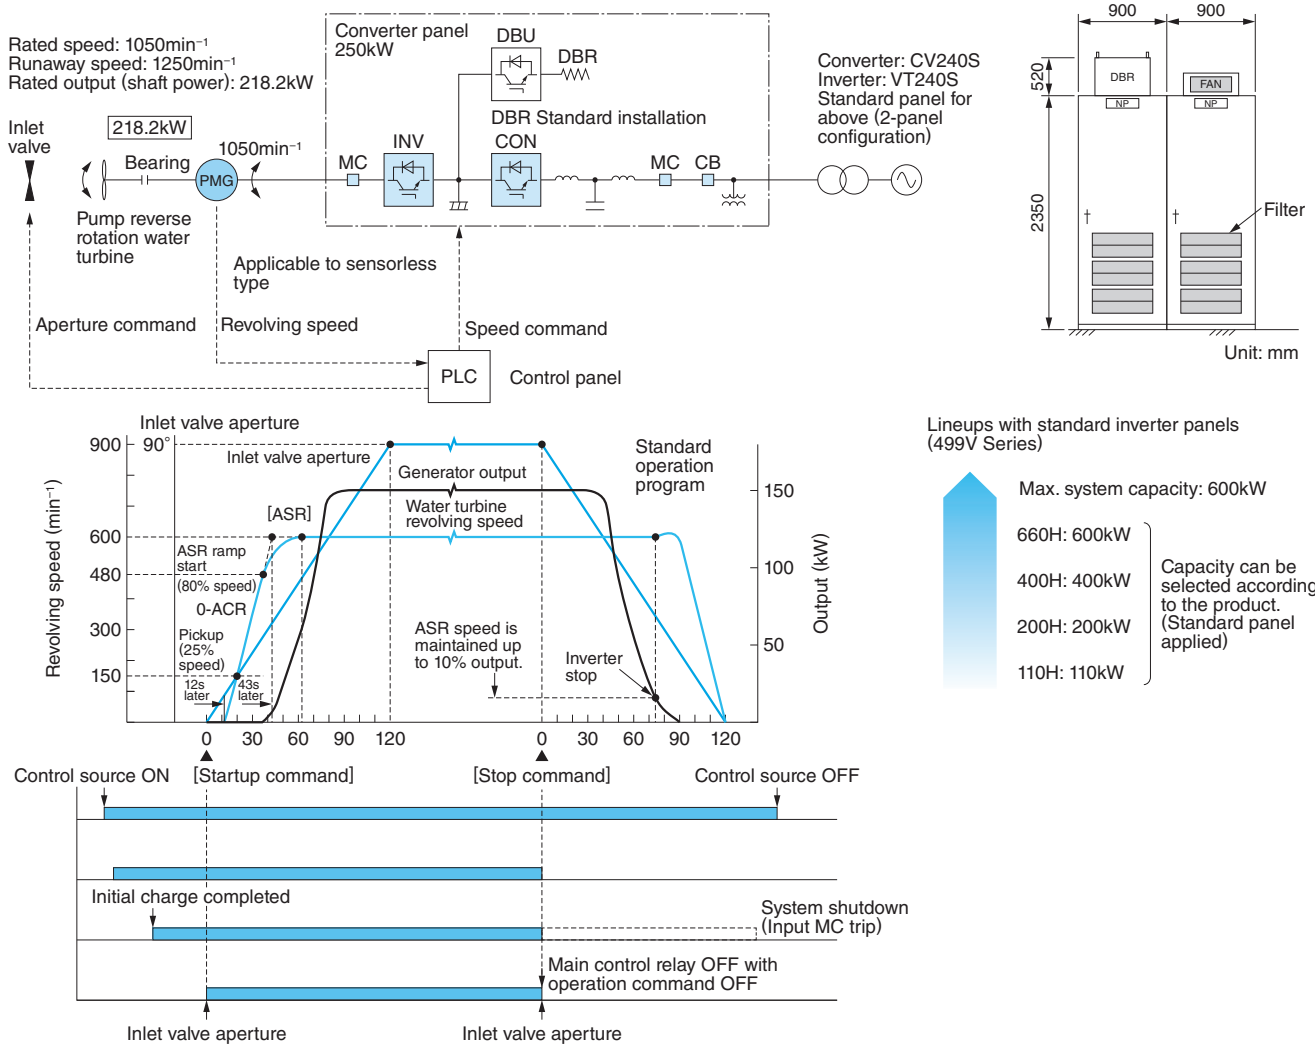 Rated speed: 1050min⁻¹
Runaway speed: 1250min⁻¹
Rated output (shaft power): 218.2kW
Converter panel
250kW
DBU
DBR
DBR Standard installation
Converter: CV240S
Inverter: VT240S
Standard panel for
above (2-panel
configuration)
Inlet
valve
218.2kW
Bearing
PMG
1050min⁻¹
MC
INV
CON
MC
CB
Pump reverse
rotation water
turbine
Applicable to sensorless
type
Aperture command
Revolving speed
Speed command
PLC
Control panel
900
900
520
DBR
FAN
NP
NP
2350
Filter
Unit: mm
Inlet valve aperture
900
90°
Inlet valve aperture
Generator output
Standard
operation
program
150
Water turbine
revolving speed
[ASR]
600
ASR ramp
start
480
(80% speed)
100
0-ACR
Revolving speed (min⁻¹)
Output (kW)
300
Pickup
(25%
speed)
ASR speed is
maintained up
to 10% output.
Inverter
stop
50
150
12s
later
43s
later
0 30 60 90 120
0 30 60 90 120
Lineups with standard inverter panels
(499V Series)
Max. system capacity: 600kW
660H: 600kW
400H: 400kW
200H: 200kW
110H: 110kW
Capacity can be
selected according
to the product.
(Standard panel
applied)
Control source ON
[Startup command]
[Stop command]
Control source OFF
Initial charge completed
System shutdown
(Input MC trip)
Main control relay OFF with
operation command OFF
Inlet valve aperture
Inlet valve aperture